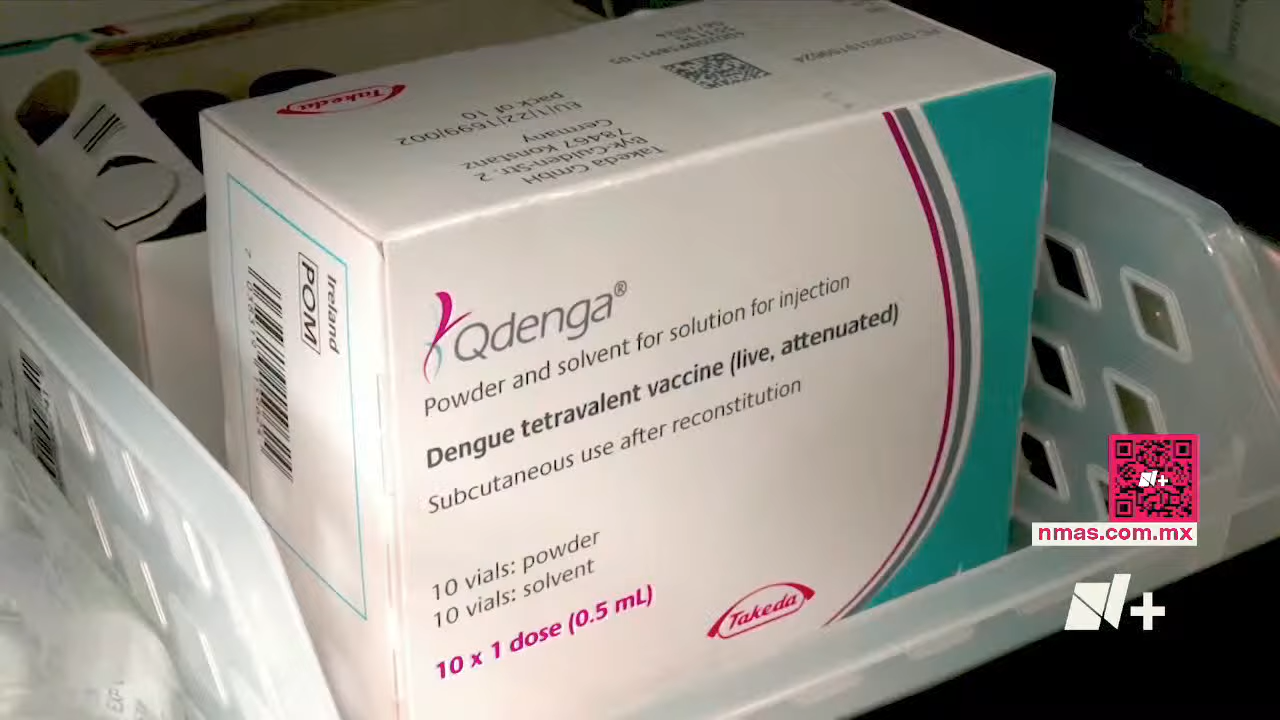 Takeda
EU/1/22/1699/002
pack of 10
Takeda GmbH
Byk-Gulden-Str. 2
78467 Konstanz
Germany
Ireland
POM
Qdenga®
Powder and solvent for solution for injection
Dengue tetravalent vaccine (live, attenuated)
Subcutaneous use after reconstitution
10 vials: powder
10 vials: solvent
10 x 1 dose (0.5 mL)
Takeda
nmas.com.mx
N+